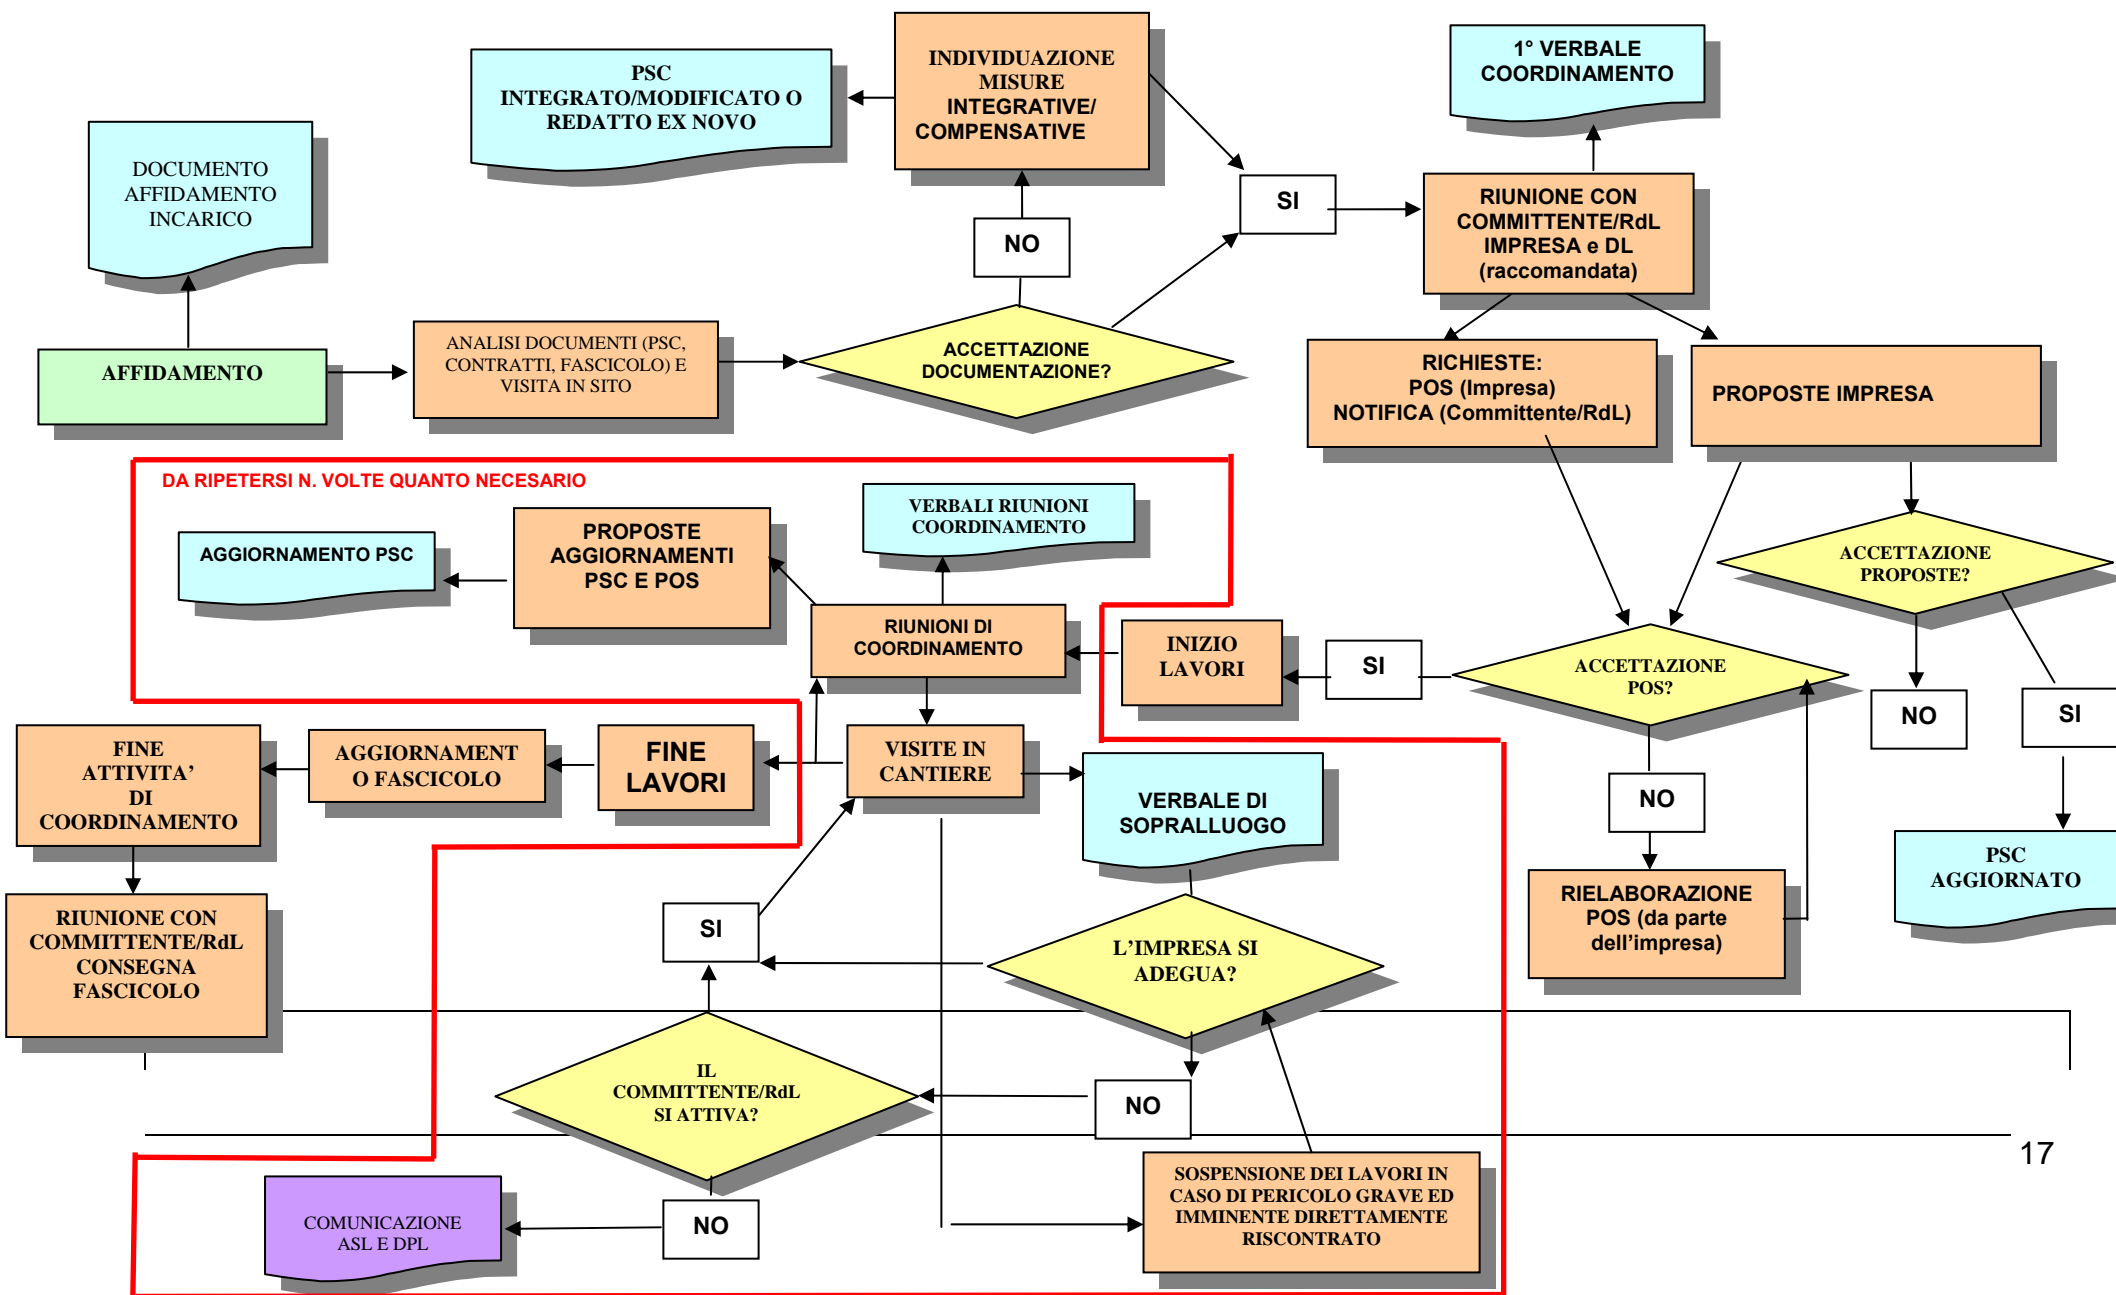 PSC
INTEGRATO/MODIFICATO O
REDATTO EX NOVO
INDIVIDUAZIONE
MISURE
INTEGRATIVE/
COMPENSATIVE
1° VERBALE
COORDINAMENTO
DOCUMENTO
AFFIDAMENTO
INCARICO
SI
NO
RIUNIONE CON
COMMITTENTE/RdL
IMPRESA e DL
(raccomandata)
AFFIDAMENTO
ANALISI DOCUMENTI (PSC,
CONTRATTI, FASCICOLO) E
VISITA IN SITO
ACCETTAZIONE
DOCUMENTAZIONE?
RICHIESTE:
POS (Impresa)
NOTIFICA (Committente/RdL)
PROPOSTE IMPRESA
DA RIPETERSI N. VOLTE QUANTO NECESARIO
AGGIORNAMENTO PSC
PROPOSTE
AGGIORNAMENTI
PSC E POS
VERBALI RIUNIONI
COORDINAMENTO
ACCETTAZIONE
PROPOSTE?
RIUNIONI DI
COORDINAMENTO
INIZIO
LAVORI
SI
ACCETTAZIONE
POS?
NO
SI
FINE
ATTIVITA’
DI
COORDINAMENTO
AGGIORNAMENT
O FASCICOLO
FINE
LAVORI
VISITE IN
CANTIERE
VERBALE DI
SOPRALLUOGO
NO
PSC
AGGIORNATO
RIUNIONE CON
COMMITTENTE/RdL
CONSEGNA
FASCICOLO
SI
L’IMPRESA SI
ADEGUA?
RIELABORAZIONE
POS (da parte
dell’impresa)
IL
COMMITTENTE/RdL
SI ATTIVA?
NO
17
COMUNICAZIONE
ASL E DPL
NO
SOSPENSIONE DEI LAVORI IN
CASO DI PERICOLO GRAVE ED
IMMINENTE DIRETTAMENTE
RISCONTRATO